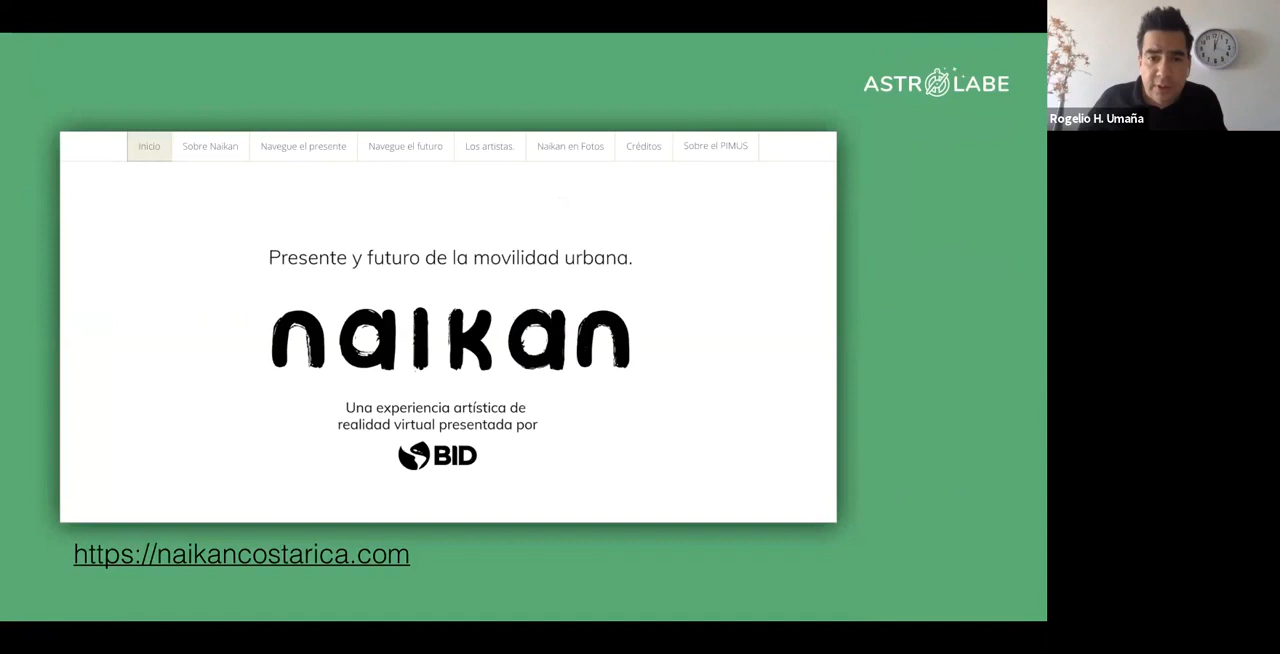 ASTROLABE
Rogelio H. Umaña
Inicio Sobre Naikan Navegue el presente Navegue el futuro Los artistas. Naikan en Fotos Créditos Sobre el PIMUS
Presente y futuro de la movilidad urbana.
naikan
Una experiencia artística de
realidad virtual presentada por
BID
https://naikancostarica.com